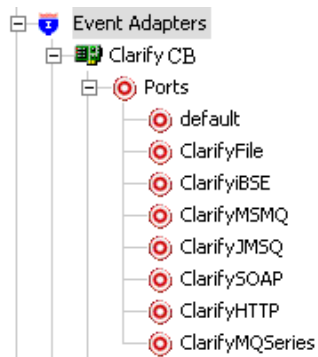 Event Adapters
Clarify CB
Ports
default
ClarifyFile
ClarifyiBSE
ClarifyMSMQ
ClarifyJMSQ
ClarifySOAP
ClarifyHTTP
ClarifyMQSeries